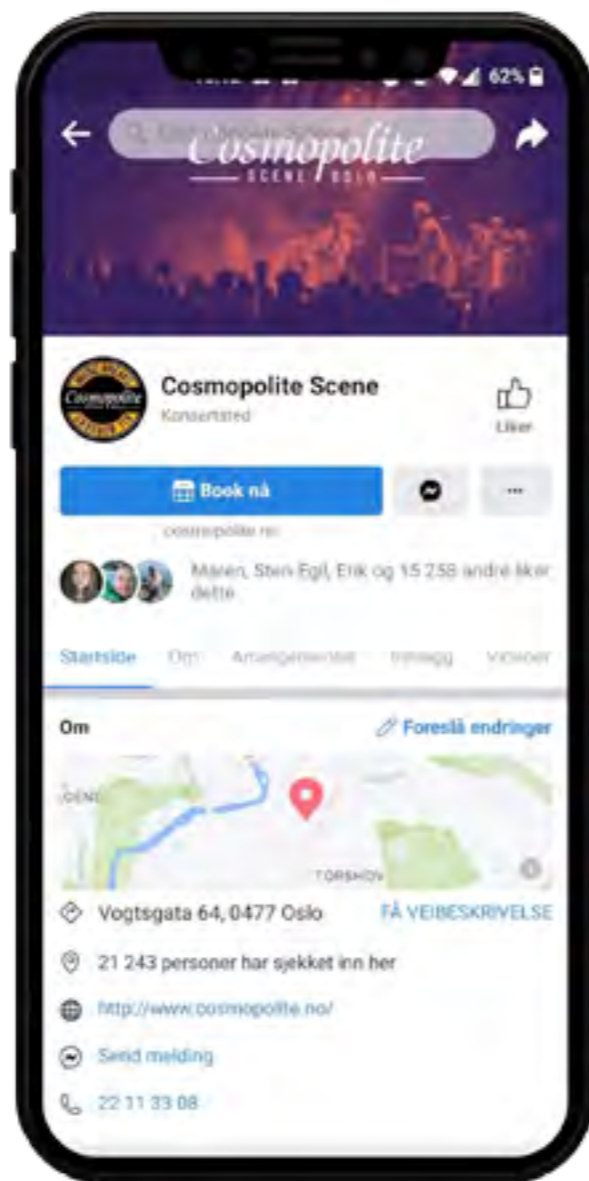 62%
Cosmopolite
SCENE OSLO
Cosmopolite
Cosmopolite Scene
Konsertsted
Liker
Book nå
cosmopolite.no
Maren, Sten-Egil, Erik og 15 258 andre liker
dette
Startside Om Arrangementer Innlegg Videoer
Om
Foreslå endringer
TORSHOV
Vogtsgata 64, 0477 Oslo
FÅ VEIBESKRIVELSE
21 243 personer har sjekket inn her
http://www.cosmopolite.no/
Send melding
22 11 33 08